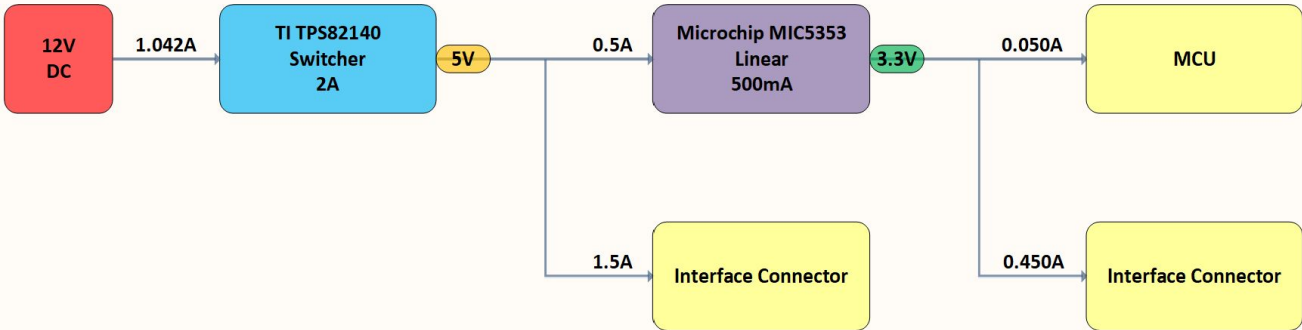 12V
DC
1.042A
TI TPS82140
Switcher
2A
5V
0.5A
Microchip MIC5353
Linear
500mA
3.3V
0.050A
MCU
1.5A
Interface Connector
0.450A
Interface Connector